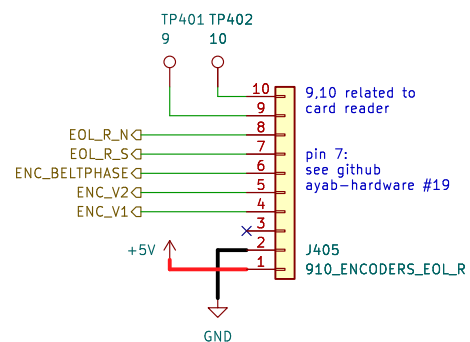 TP401 TP402
9 10
10
9
8
7
6
5
4
3
2
1
EOL_R_N
EOL_R_S
ENC_BELTPHASE
ENC_V2
ENC_V1
+5V
GND
9,10 related to
card reader
pin 7:
see github
ayab-hardware #19
J405
910_ENCODERS_EOL_R